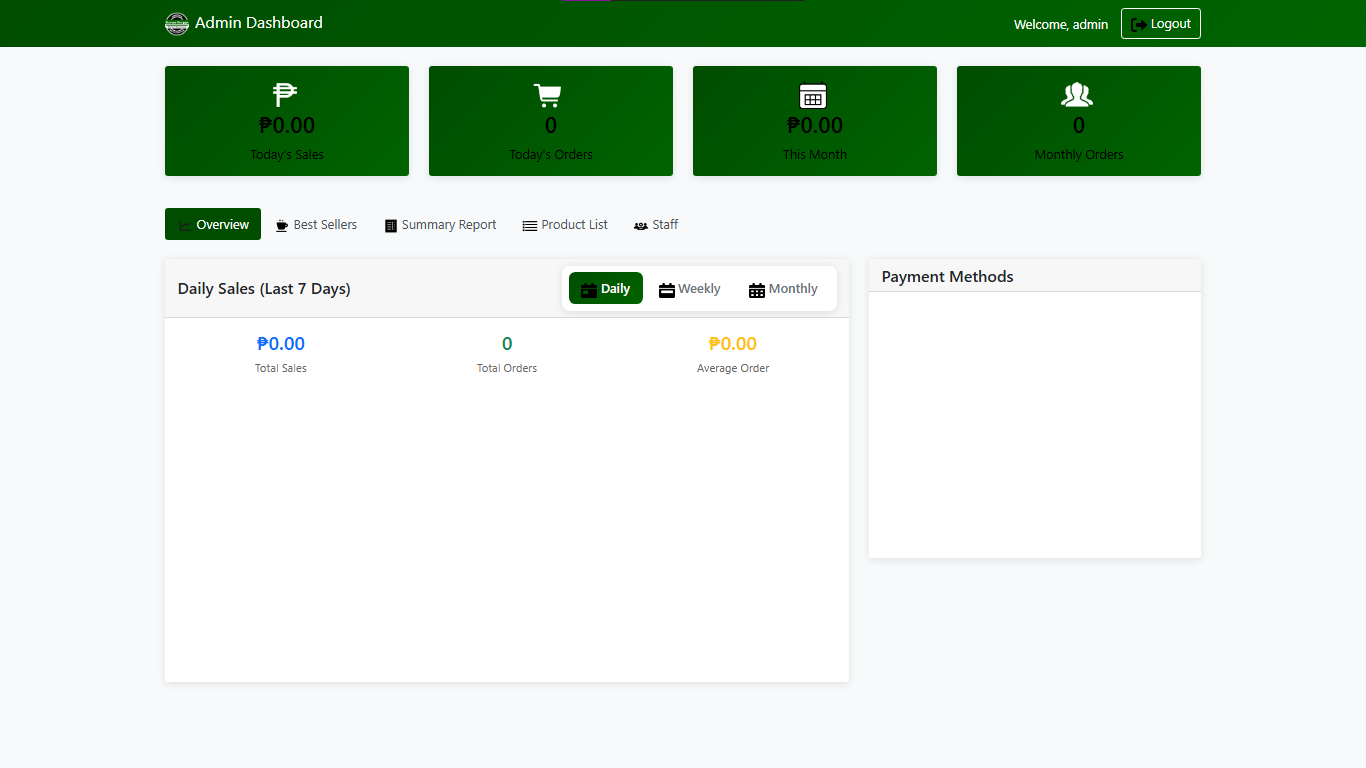 Admin Dashboard
Welcome, admin
Logout
₱0.00
Today's Sales
0
Today's Orders
₱0.00
This Month
0
Monthly Orders
Overview
Best Sellers
Summary Report
Product List
Staff
Daily Sales (Last 7 Days)
Daily
Weekly
Monthly
₱0.00
Total Sales
0
Total Orders
₱0.00
Average Order
Payment Methods